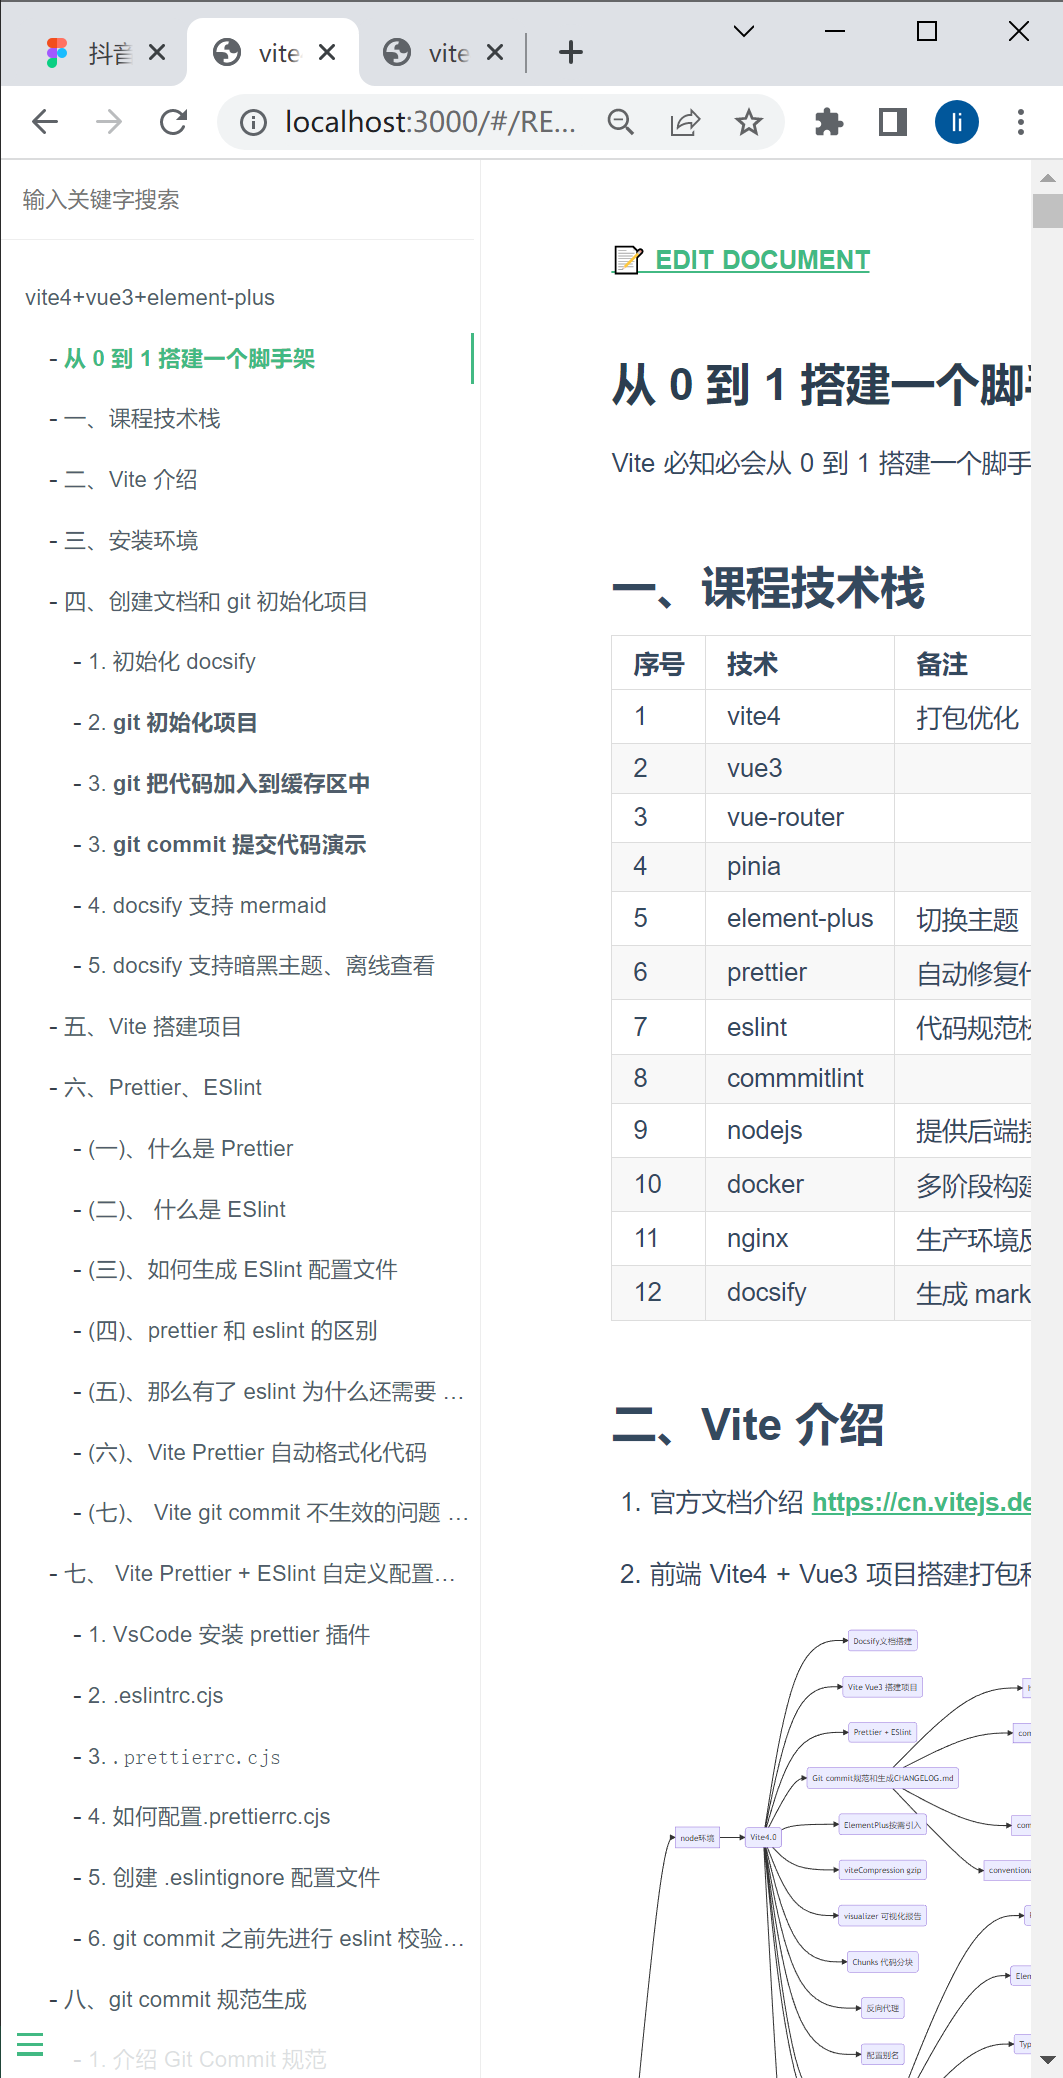 抖音
vite
vite
localhost:3000/#/RE...
li
输入关键字搜索
vite4+vue3+element-plus
- 从 0 到 1 搭建一个脚手架
- 一、课程技术栈
- 二、Vite 介绍
- 三、安装环境
- 四、创建文档和 git 初始化项目
- 1. 初始化 docsify
- 2. git 初始化项目
- 3. git 把代码加入到缓存区中
- 3. git commit 提交代码演示
- 4. docsify 支持 mermaid
- 5. docsify 支持暗黑主题、离线查看
- 五、Vite 搭建项目
- 六、Prettier、ESlint
- (一)、什么是 Prettier
- (二)、 什么是 ESlint
- (三)、如何生成 ESlint 配置文件
- (四)、prettier 和 eslint 的区别
- (五)、那么有了 eslint 为什么还需要 ...
- (六)、Vite Prettier 自动格式化代码
- (七)、 Vite git commit 不生效的问题 ...
- 七、 Vite Prettier + ESlint 自定义配置...
- 1. VsCode 安装 prettier 插件
- 2. .eslintrc.cjs
- 3. .prettierrc.cjs
- 4. 如何配置.prettierrc.cjs
- 5. 创建 .eslintignore 配置文件
- 6. git commit 之前先进行 eslint 校验...
- 八、git commit 规范生成
- 1. 介绍 Git Commit 规范
📝 EDIT DOCUMENT
从 0 到 1 搭建一个脚手
Vite 必知必会从 0 到 1 搭建一个脚手
一、课程技术栈
序号 技术 备注
1 vite4 打包优化
2 vue3
3 vue-router
4 pinia
5 element-plus 切换主题
6 prettier 自动修复代
7 eslint 代码规范校
8 commmitlint
9 nodejs 提供后端接
10 docker 多阶段构建
11 nginx 生产环境反
12 docsify 生成 mark
二、Vite 介绍
1. 官方文档介绍 https://cn.vitejs.de
2. 前端 Vite4 + Vue3 项目搭建打包和
Docsify文档搭建
Vite Vue3 搭建项目
Prettier + ESlint
con
Git commit规范和生成CHANGELOG.md
ElementPlus按需引入
com
node环境
Vite4.0
viteCompression gzip
conventiona
visualizer 可视化报告
Chunks 代码分块
Elem
反向代理
Typ
配置别名